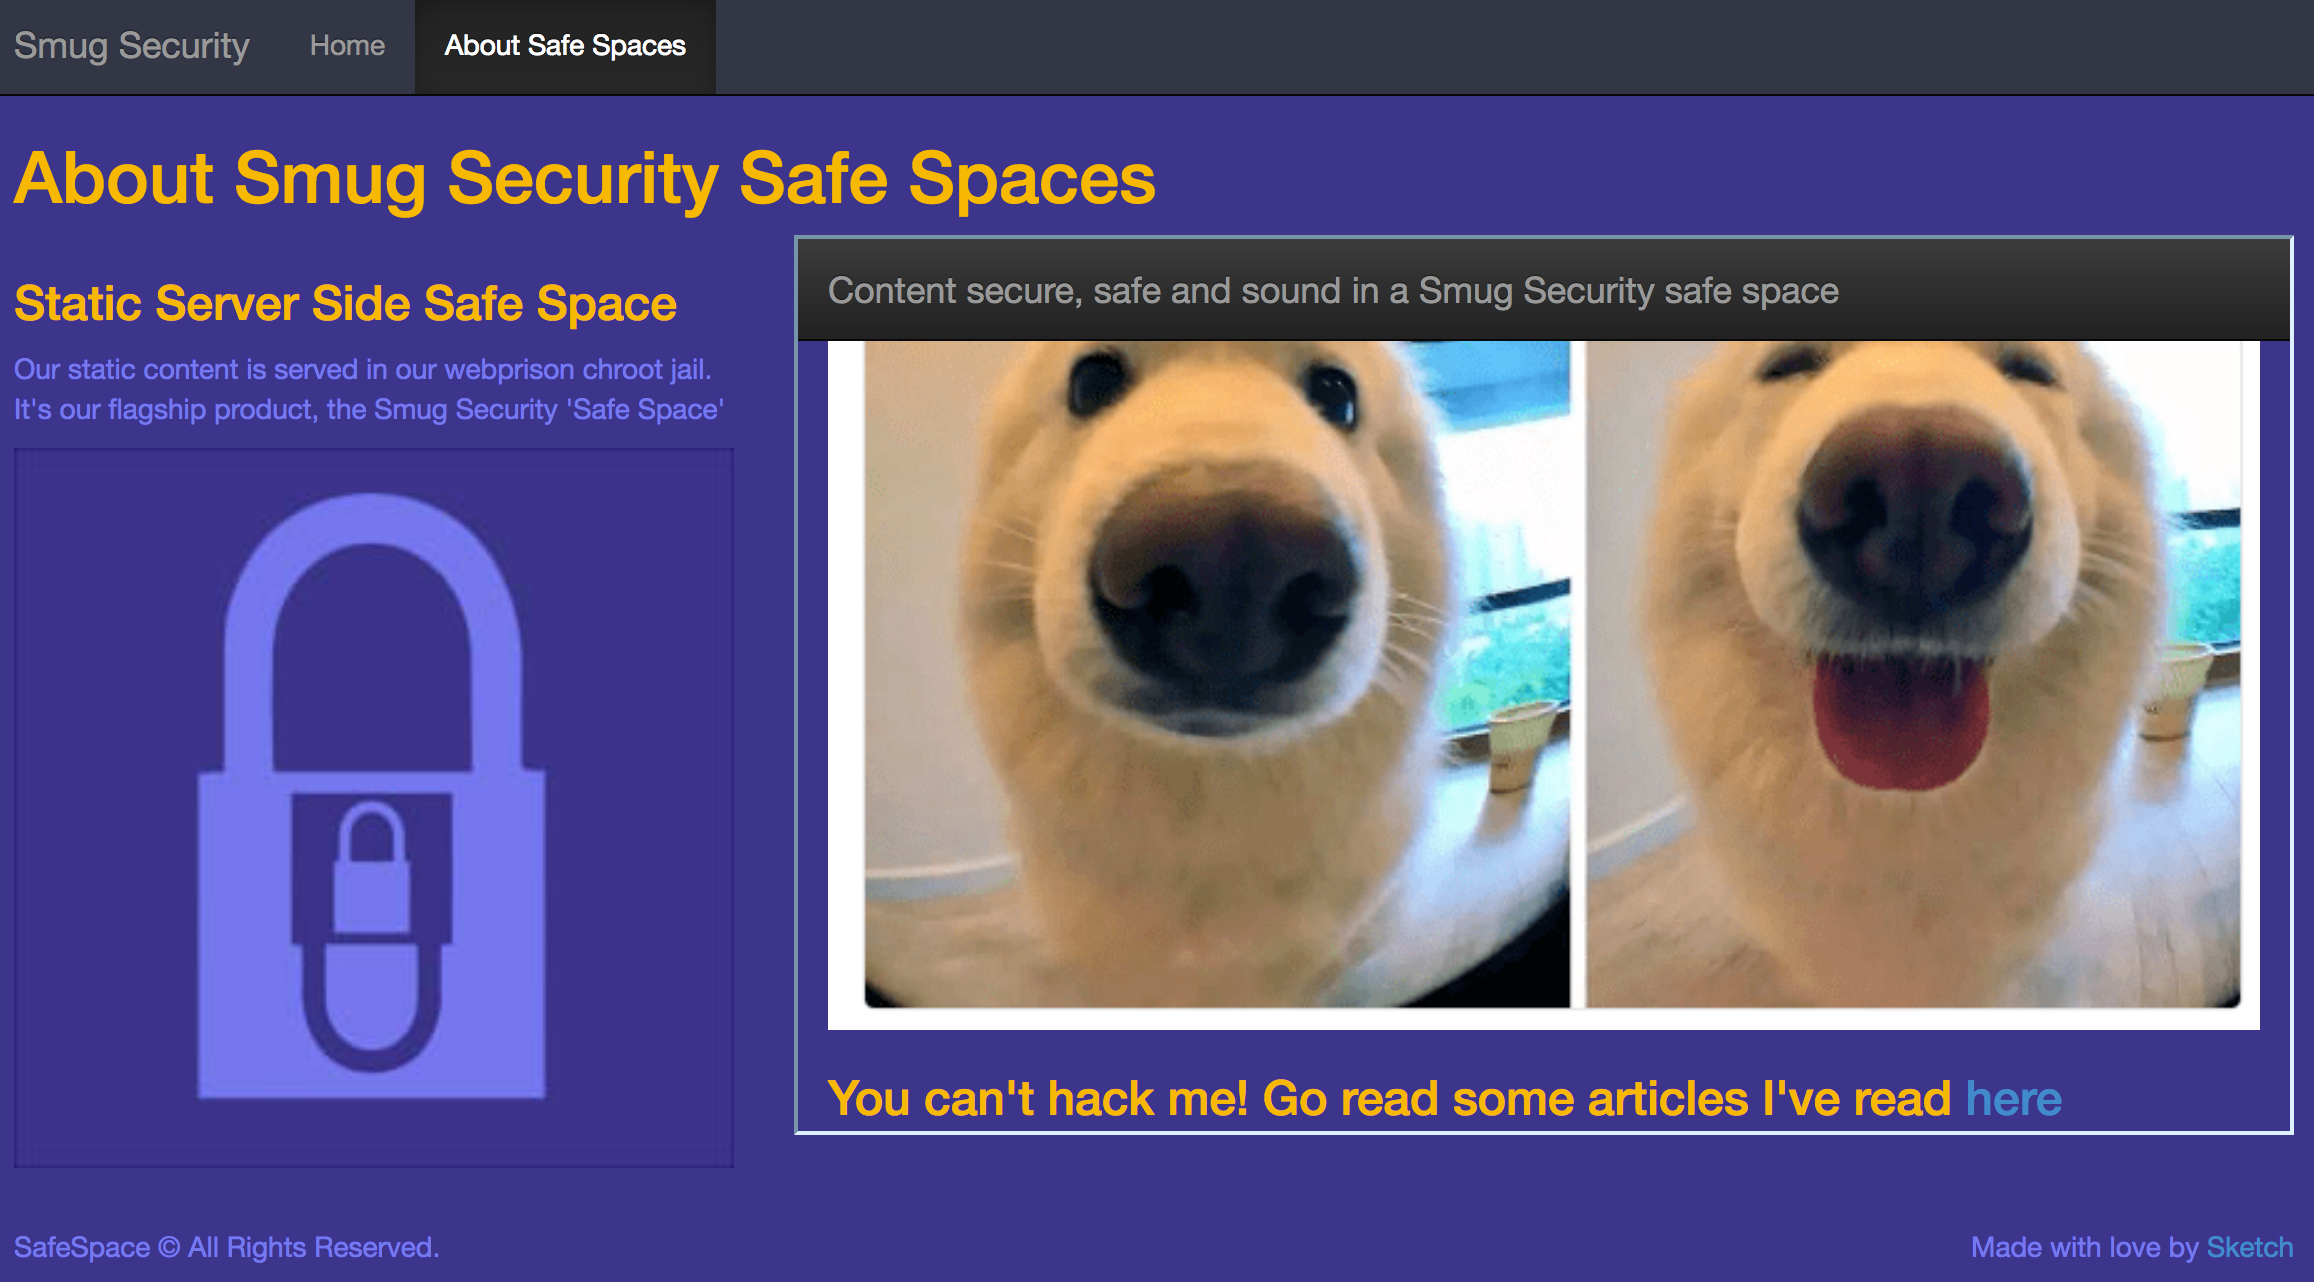 Smug Security Home About Safe Spaces
About Smug Security Safe Spaces
Static Server Side Safe Space
Our static content is served in our webprison chroot jail.
It's our flagship product, the Smug Security 'Safe Space'
Content secure, safe and sound in a Smug Security safe space
You can't hack me! Go read some articles I've read here
SafeSpace © All Rights Reserved.
Made with love by Sketch